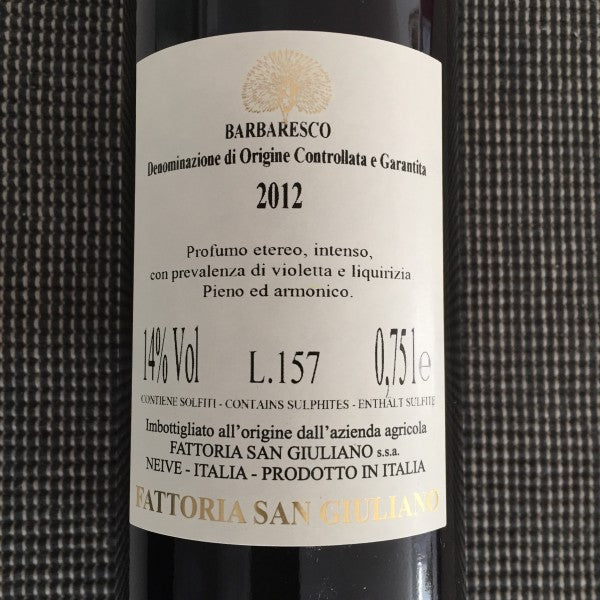 BARBARESCO
Denominazione di Origine Controllata e Garantita
2012
Profumo etereo, intenso,
con prevalenza di violetta e liquirizia
Pieno ed armonico.
14% Vol L.157 0,75 l e
CONTIENE SOLFITI - CONTAINS SULPHITES - ENTHÄLT SULFITE
Imbottigliato all'origine dall'azienda agricola
FATTORIA SAN GIULIANO s.s.a.
NEIVE - ITALIA - PRODOTTO IN ITALIA
FATTORIA SAN GIULIANO